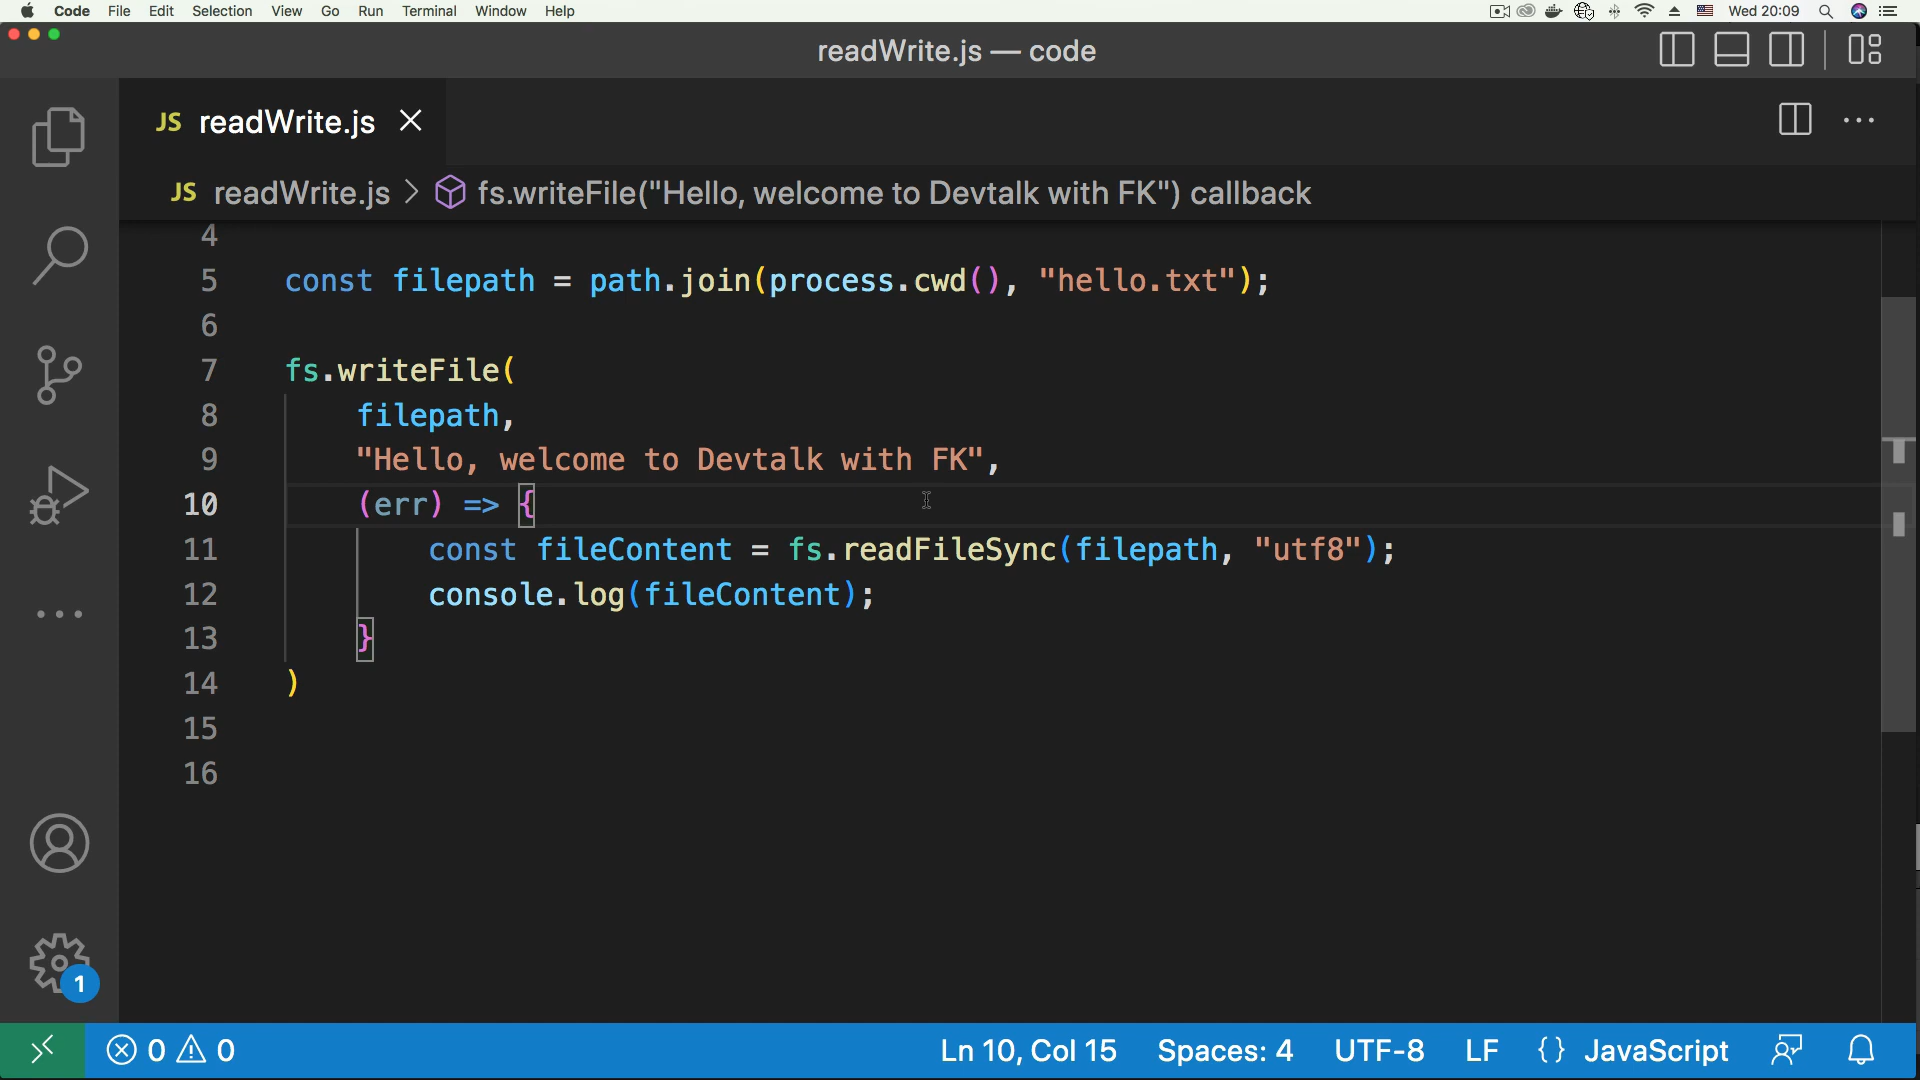 Code File Edit Selection View Go Run Terminal Window Help Wed 20:09
readWrite.js — code
JS readWrite.js
JS readWrite.js > fs.writeFile("Hello, welcome to Devtalk with FK") callback
4
5 const filepath = path.join(process.cwd(), "hello.txt");
6
7 fs.writeFile(
8 filepath,
9 "Hello, welcome to Devtalk with FK",
10 (err) => {
11 const fileContent = fs.readFileSync(filepath, "utf8");
12 console.log(fileContent);
13 }
14 )
15
16
1
0 0 Ln 10, Col 15 Spaces: 4 UTF-8 LF {} JavaScript